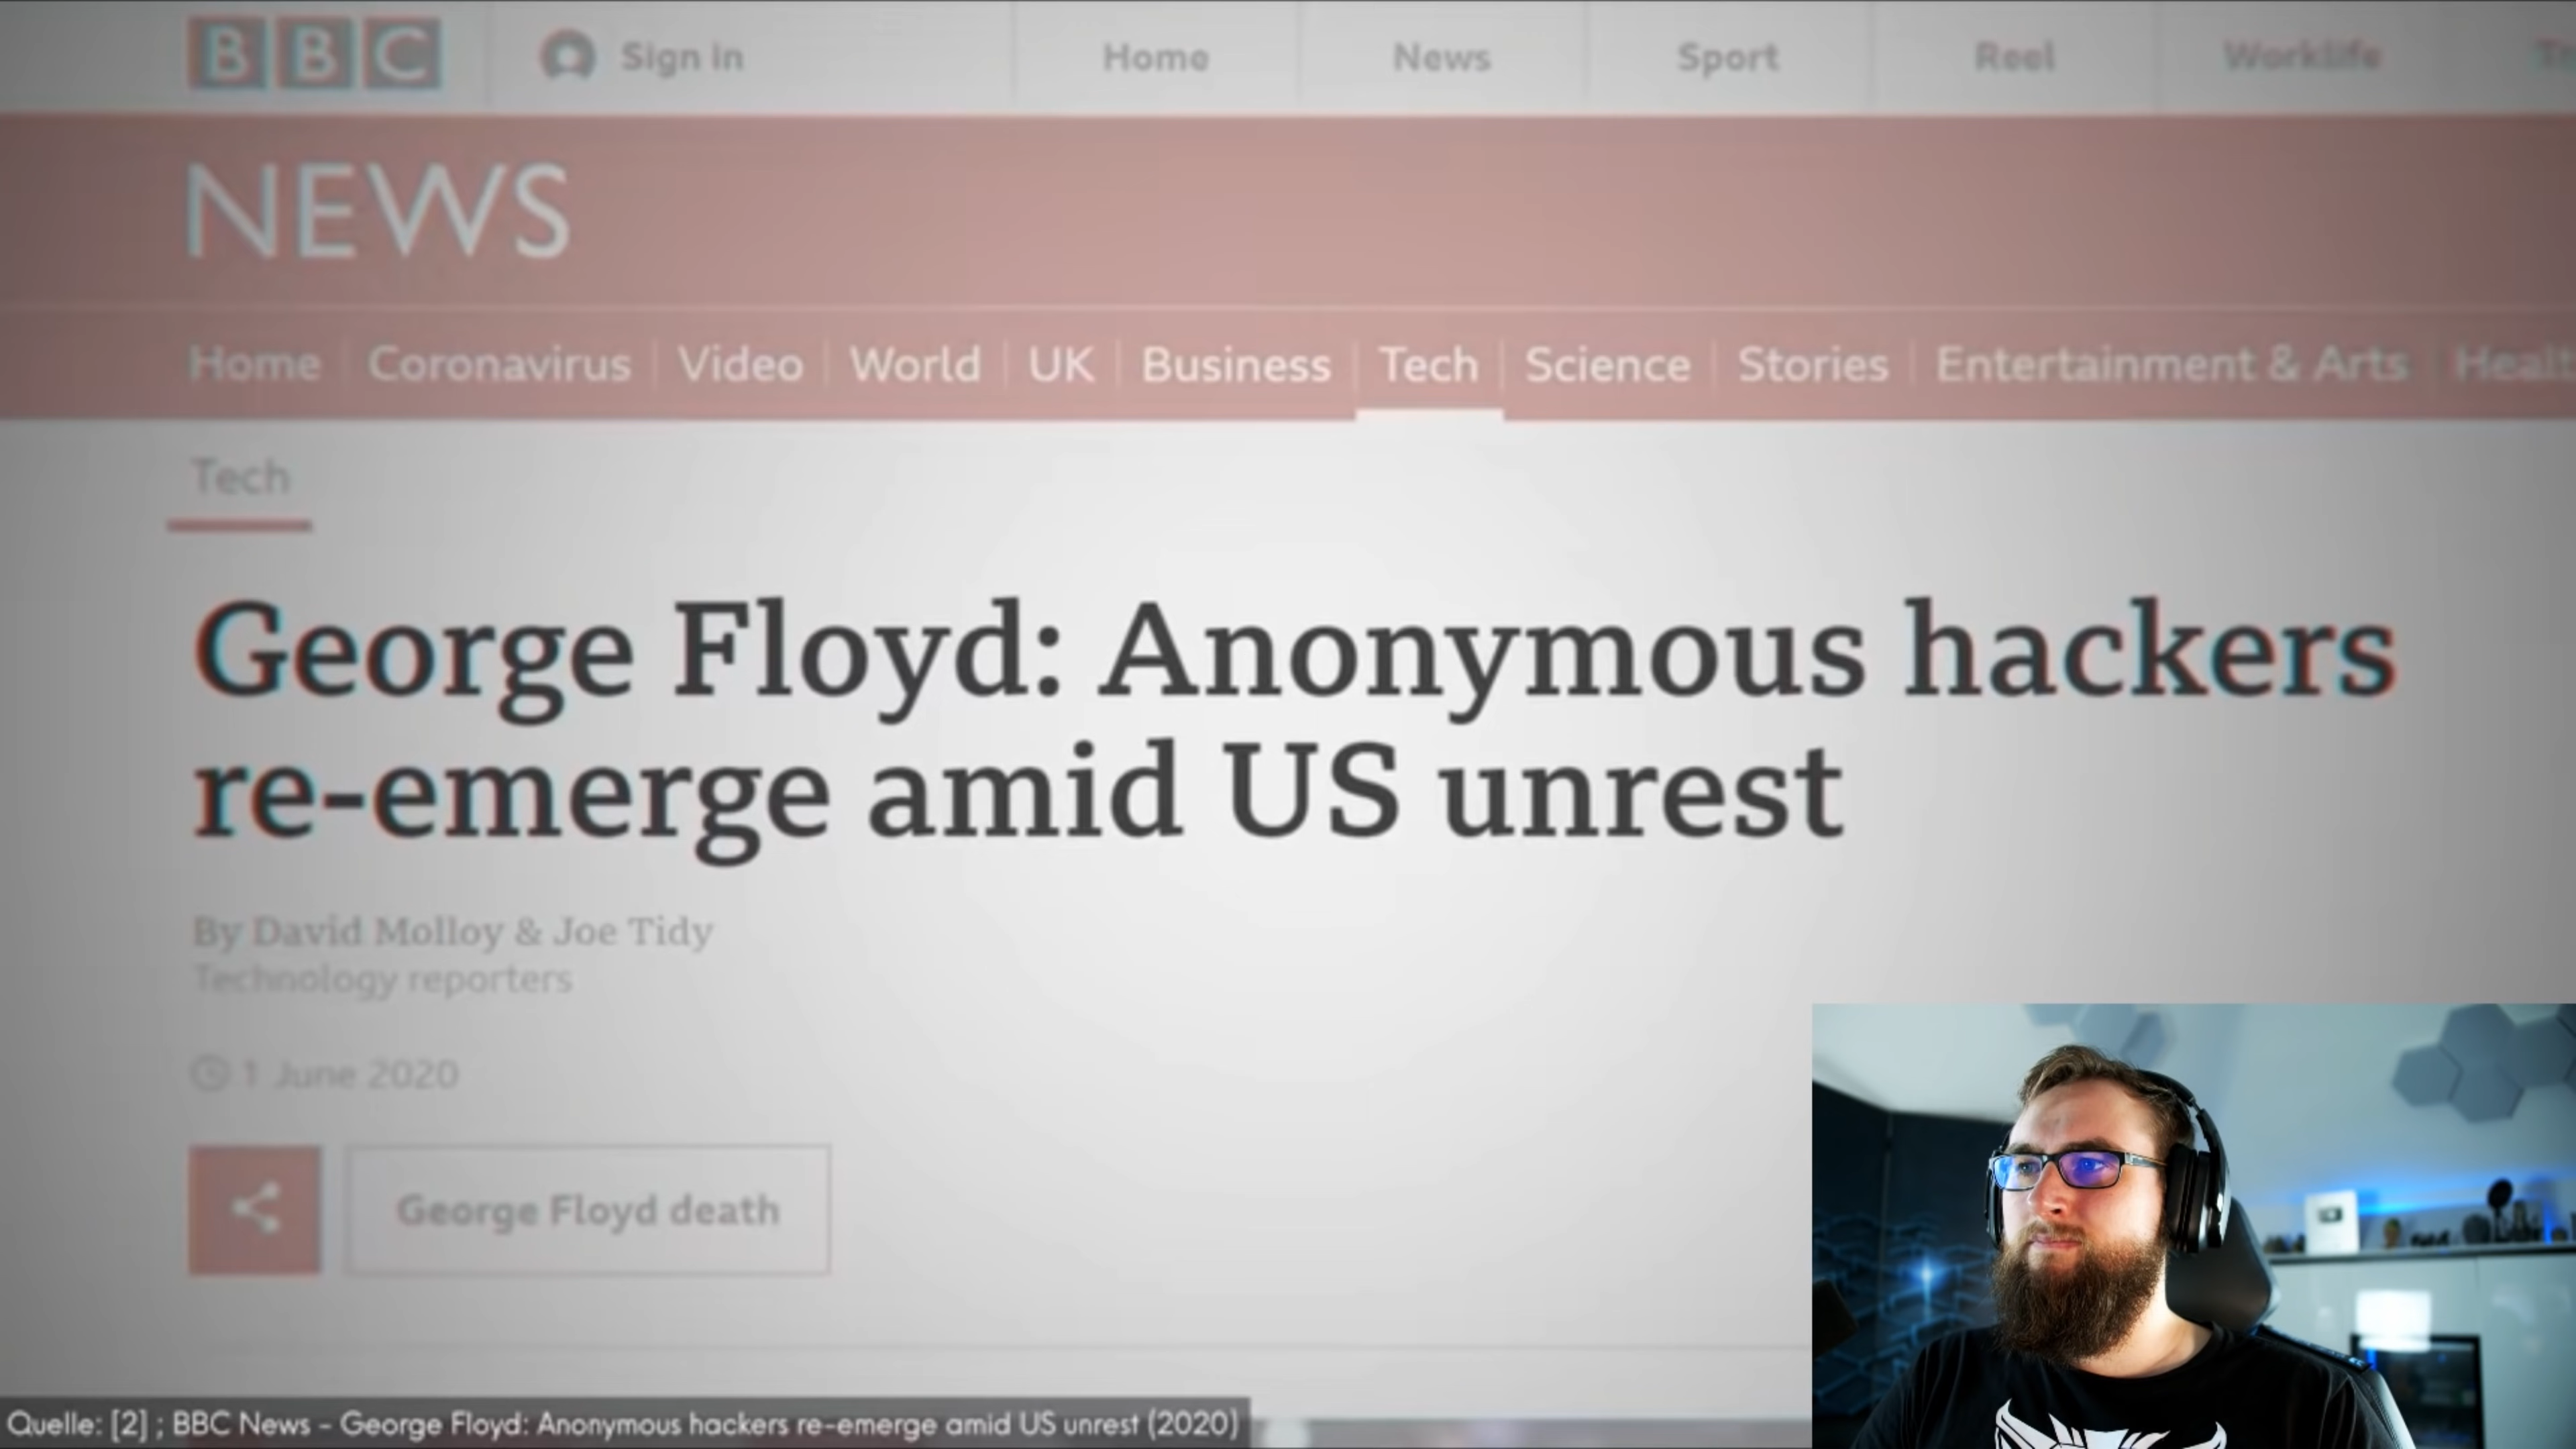 BBC Sign in Home News Sport Reel Worklife
NEWS
Home Coronavirus Video World UK Business Tech Science Stories Entertainment & Arts
Tech
George Floyd: Anonymous hackers
re-emerge amid US unrest
By David Molloy & Joe Tidy
Technology reporters
1 June 2020
George Floyd death
Quelle: [2] ; BBC News - George Floyd: Anonymous hackers re-emerge amid US unrest (2020)